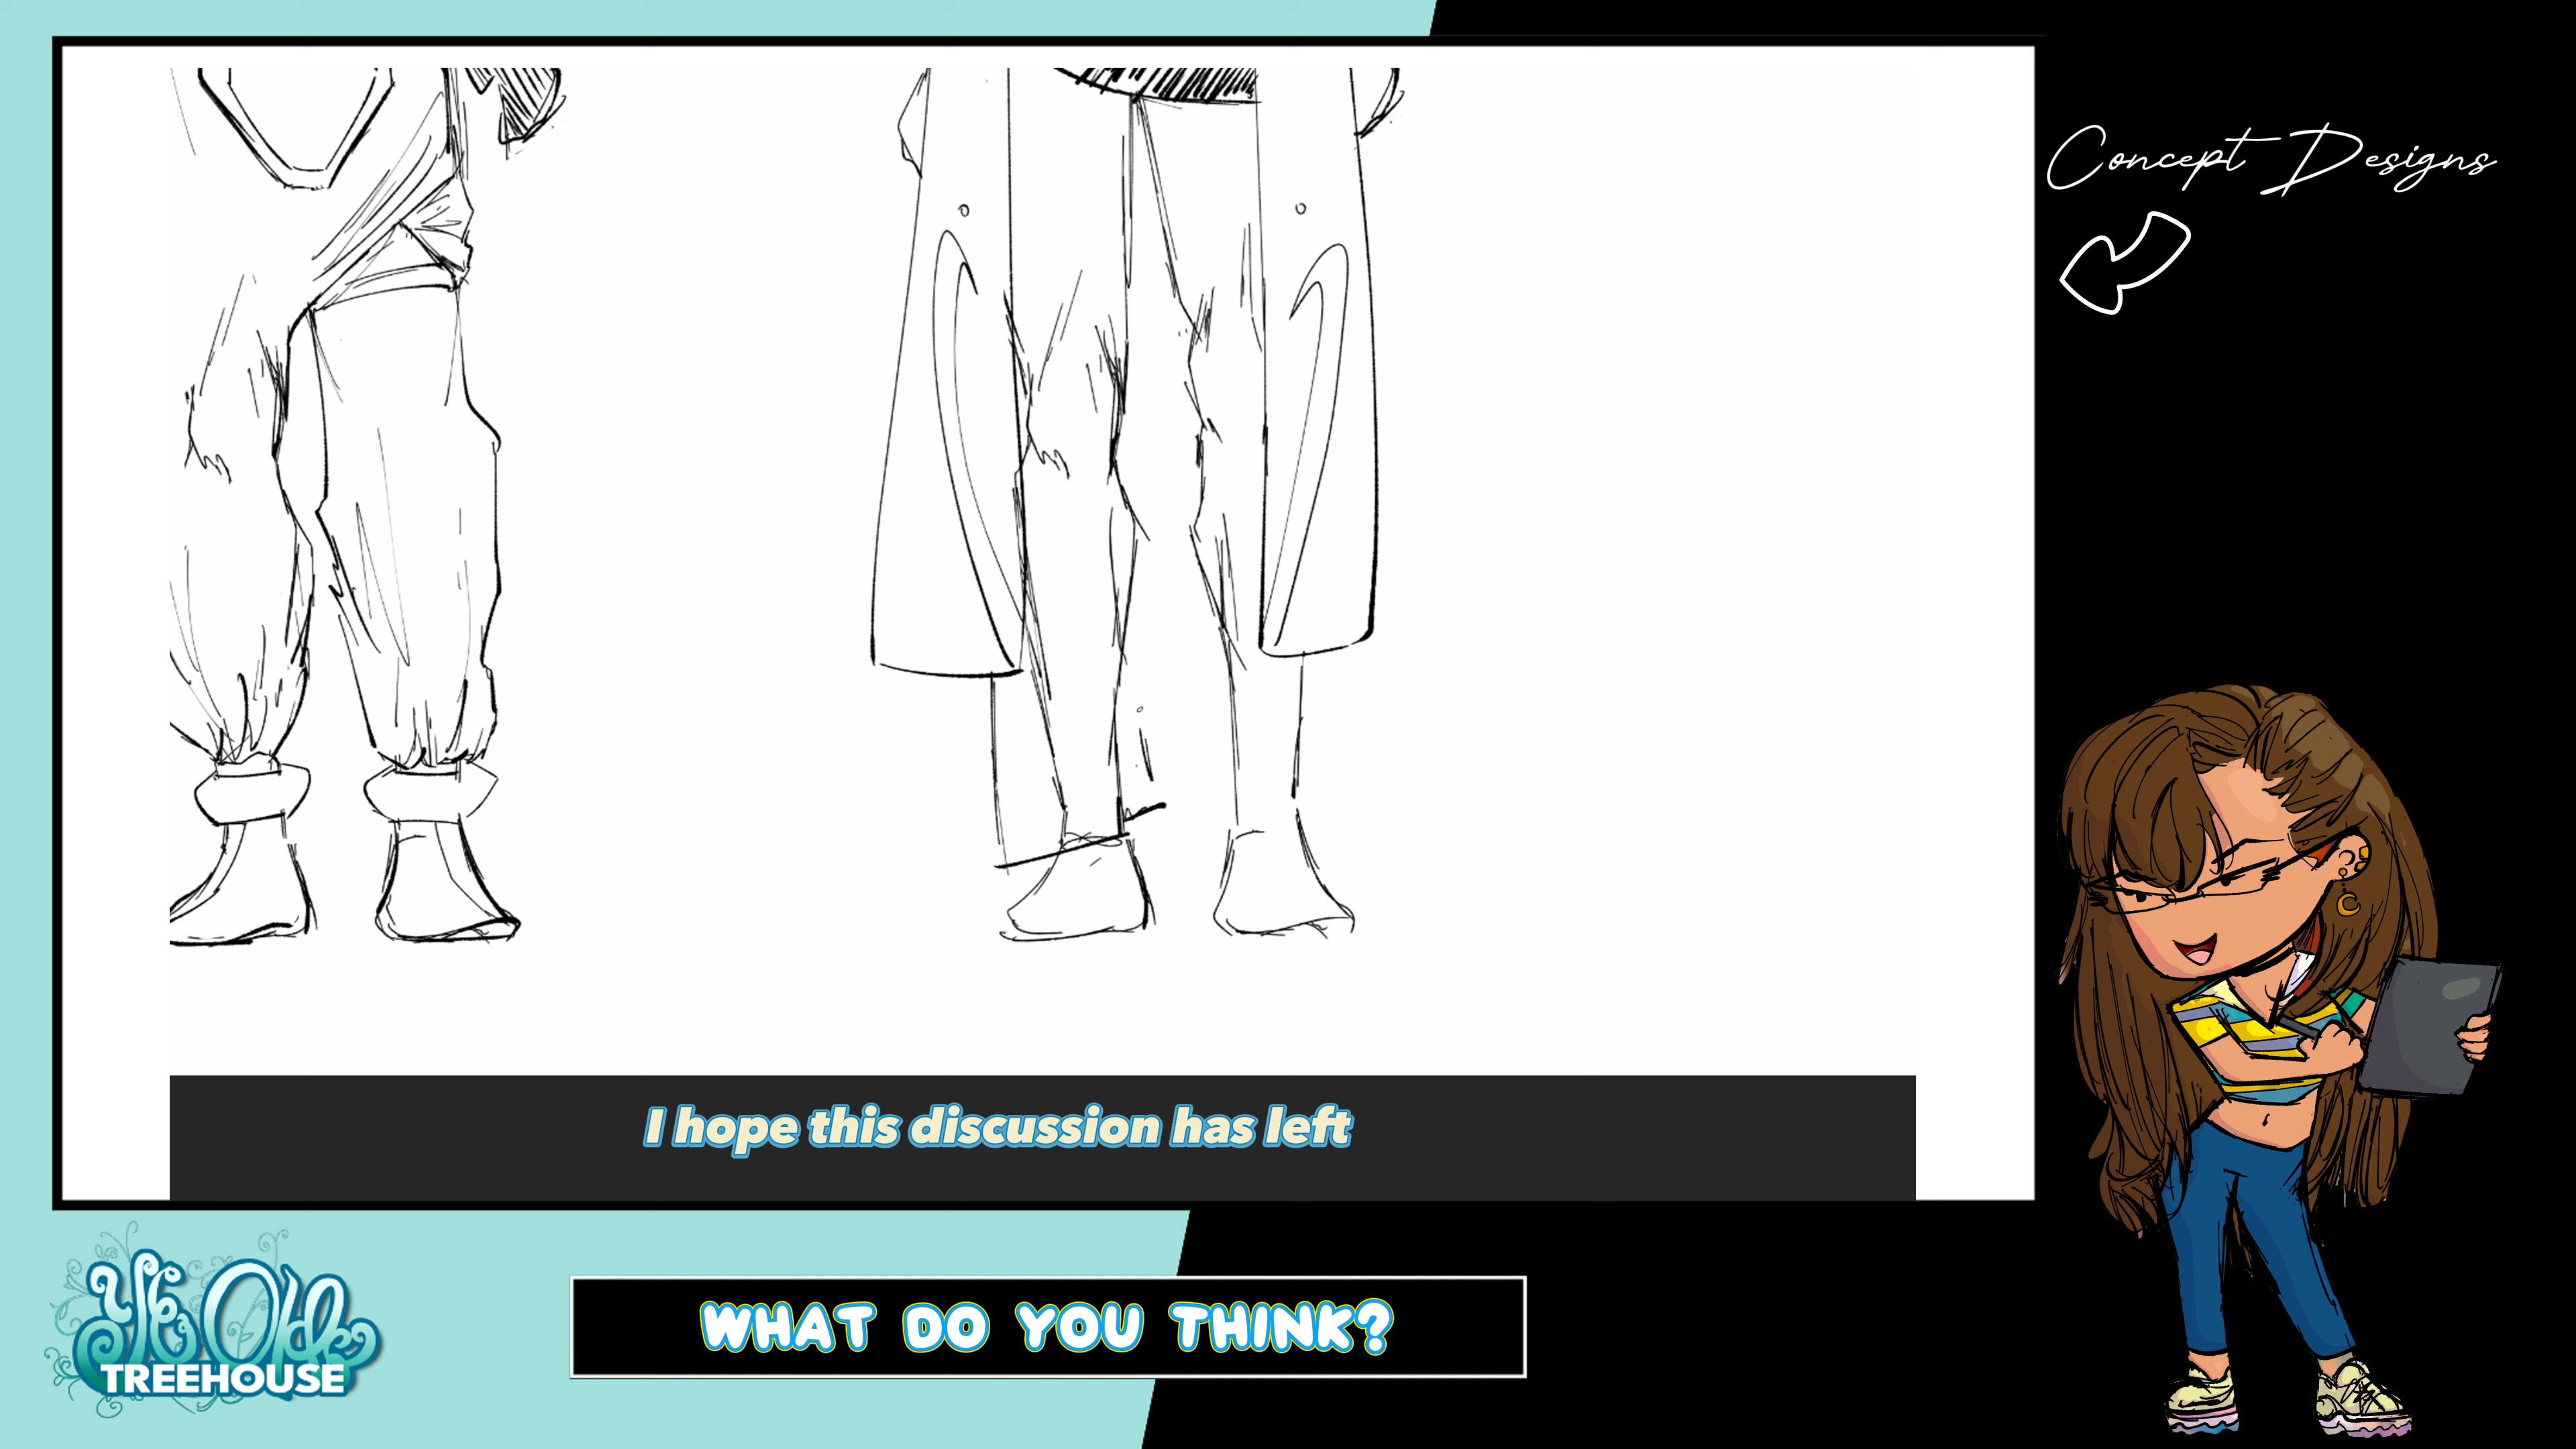 Concept Designs
I hope this discussion has left
Ye Olde
TREEHOUSE
WHAT DO YOU THINK?